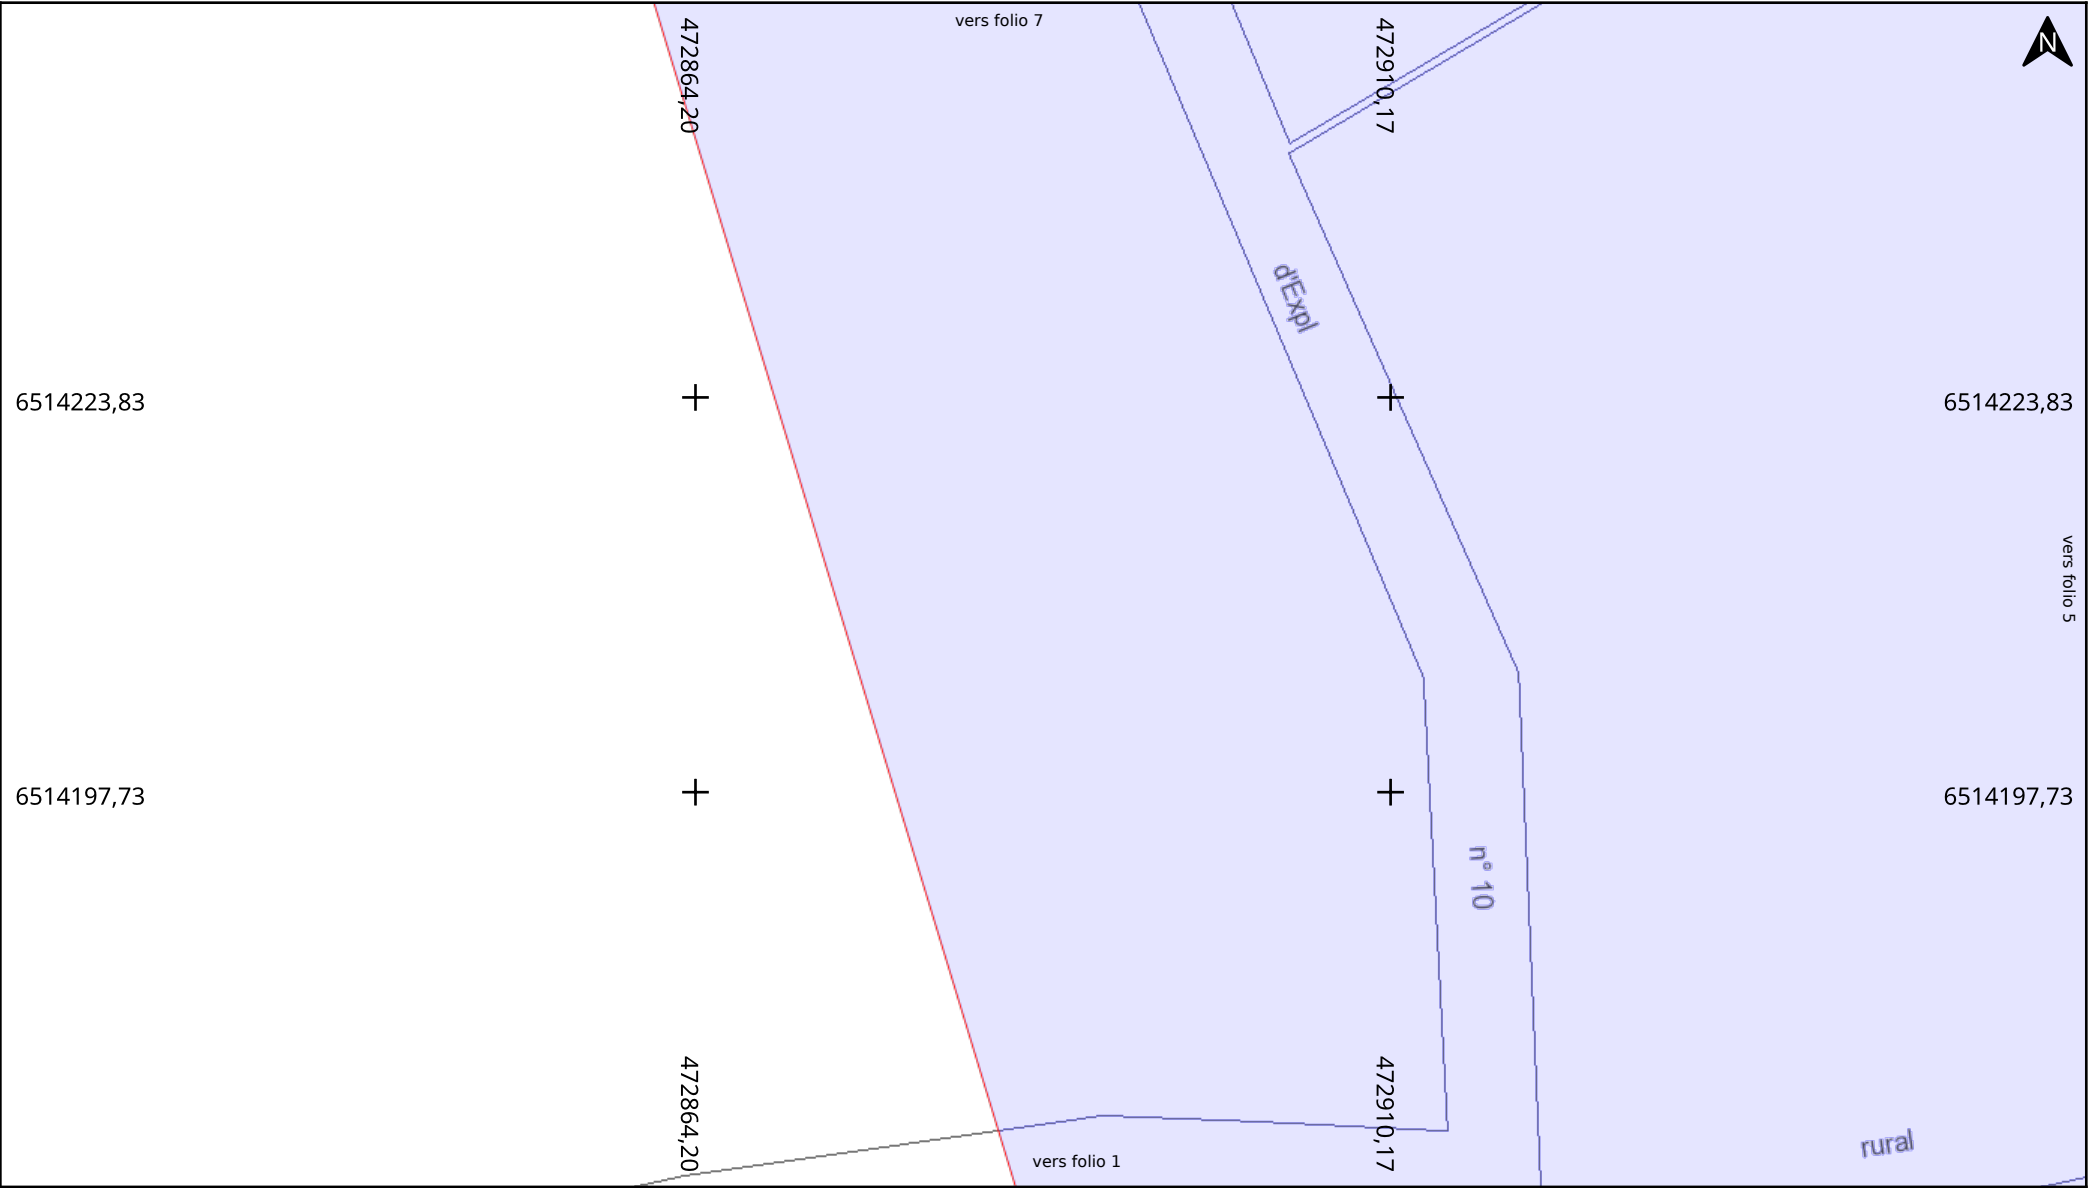 vers folio 7
N
472864,20
472910,17
d'Expl
6514223,83
6514223,83
vers folio 5
6514197,73
6514197,73
n° 10
472864,20
472910,17
rural
vers folio 1